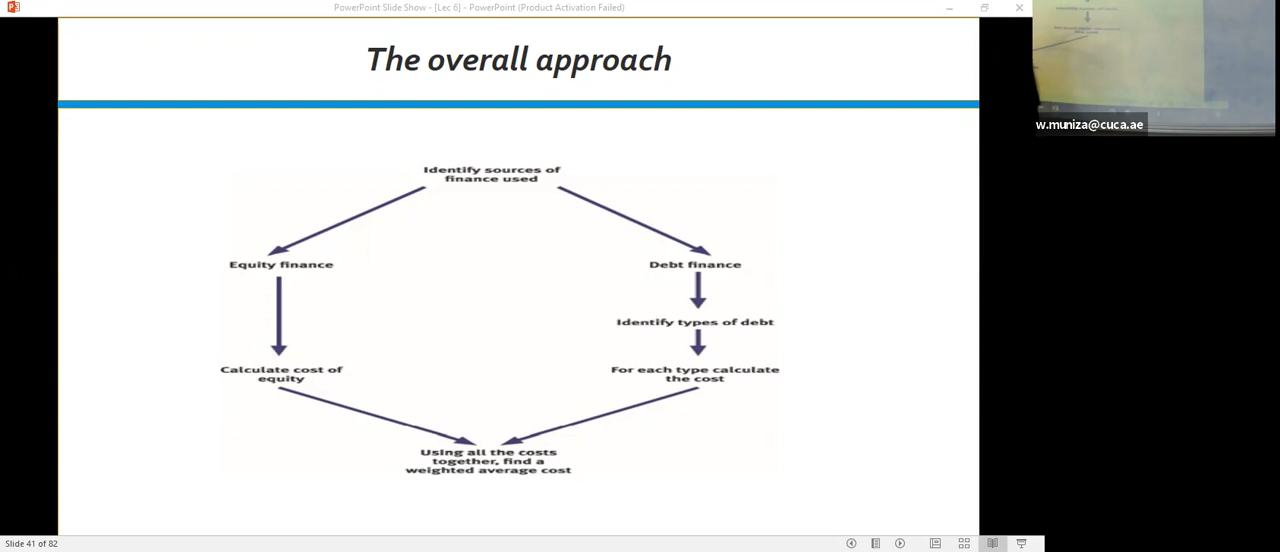 PowerPoint Slide Show - [Lec 6] - PowerPoint (Product Activation Failed)
The overall approach
w.muniza@cuca.ae
Identify sources of
finance used
Equity finance
Debt finance
Identify types of debt
Calculate cost of
equity
For each type calculate
the cost
Using all the costs
together, find a
weighted average cost
Slide 41 of 82